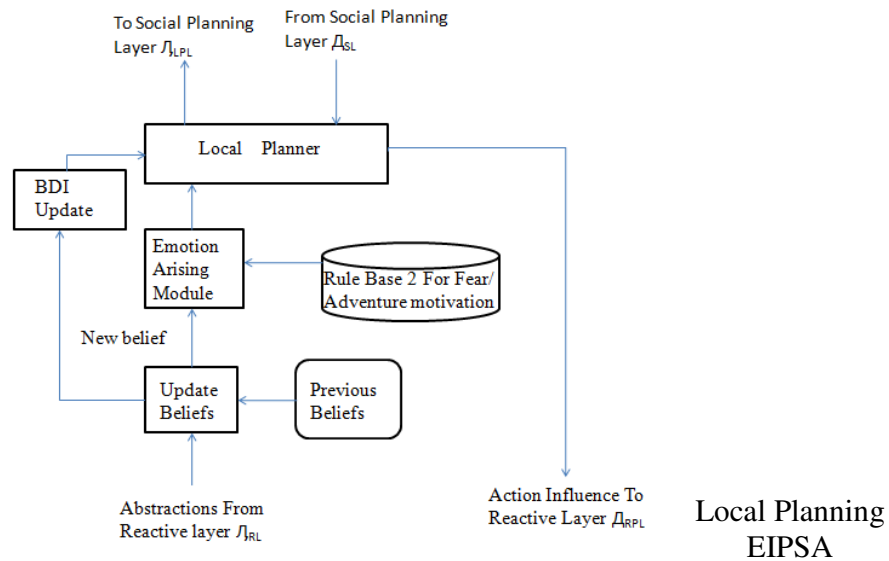 To Social Planning
Layer Л,LPL
From Social Planning
Layer ДSL
Local Planner
BDI
Update
Emotion
Arising
Module
Rule Base 2 For Fear/
Adventure motivation
New belief
Update
Beliefs
Previous
Beliefs
Abstractions From
Reactive layer Л,RL
Action Influence To
Reactive Layer ДRPL
Local Planning
EIPSA